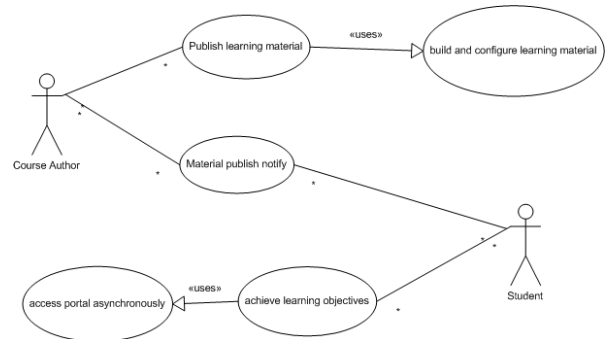 «uses»
Publish learning material
build and configure learning material
*
*
*
Course Author
*
Material publish notify
*
*
*
«uses»
access portal asynchronously
achieve learning objectives
Student
*